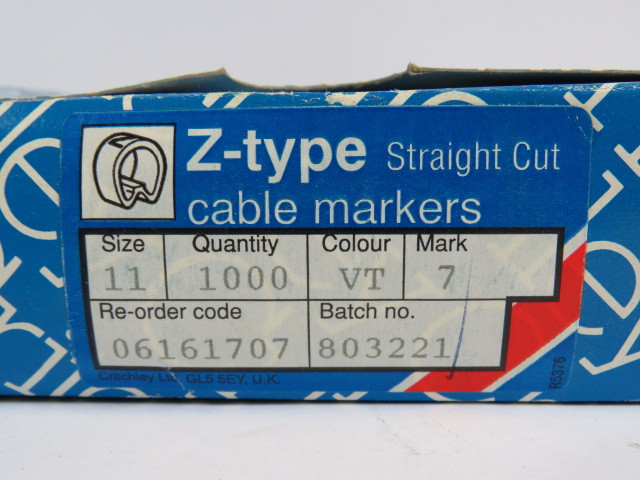 Z-type Straight Cut
cable markers
Size Quantity Colour Mark
11 1000 VT 7
Re-order code Batch no.
06161707 803221
Critchley Ltd. GL5 5EY, U.K.
R5376